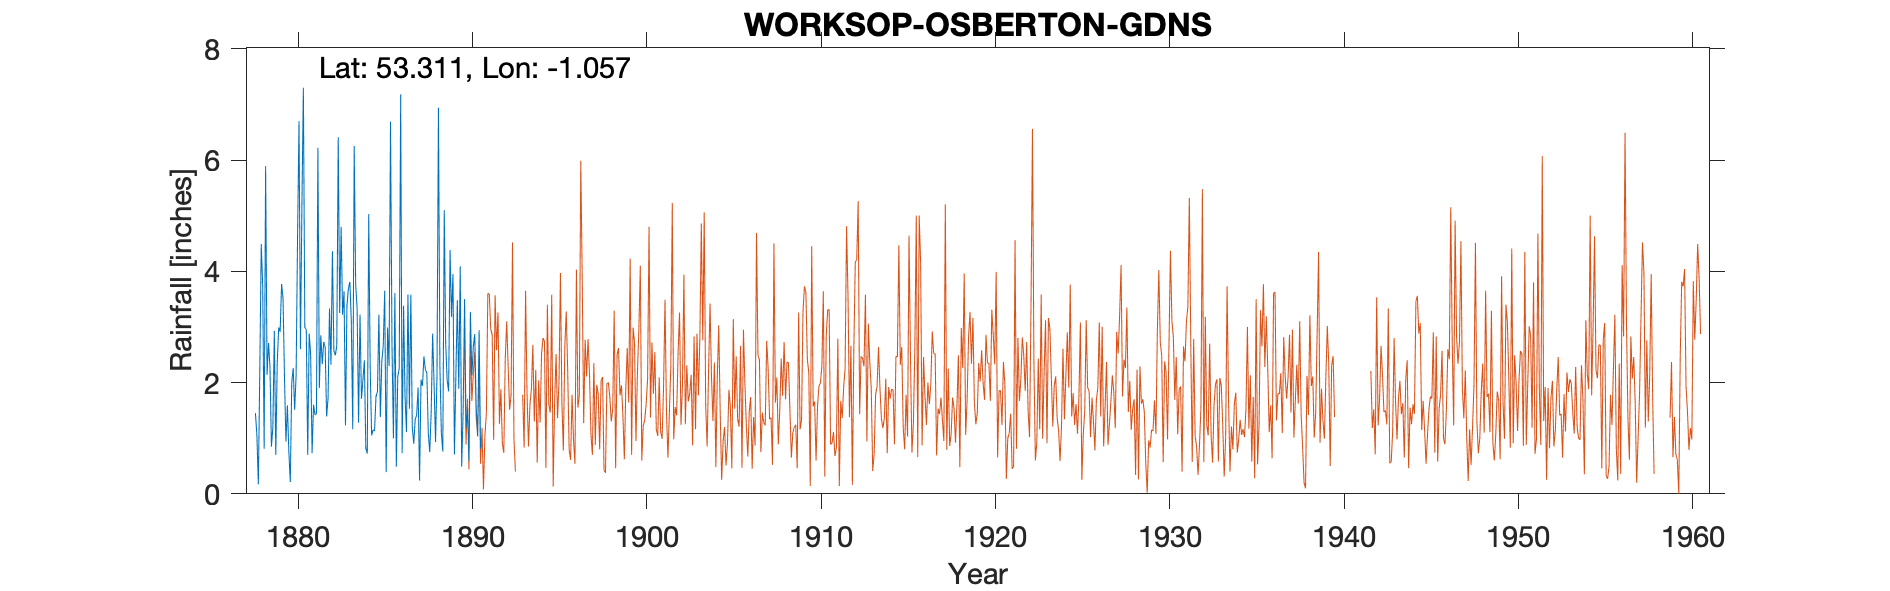 WORKSOP-OSBERTON-GDNS
Lat: 53.311, Lon: -1.057
Rainfall [inches]
8
6
4
2
0
1880 1890 1900 1910 1920 1930 1940 1950 1960
Year